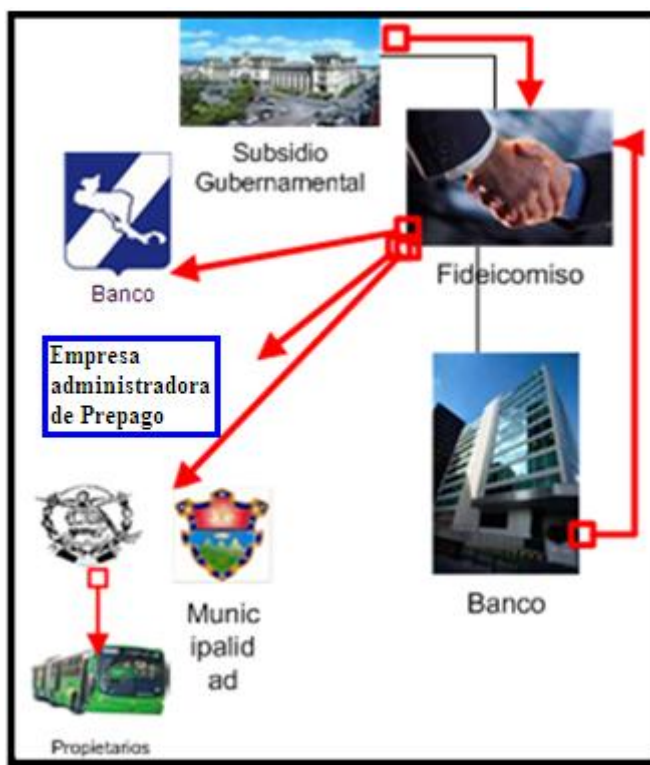 Subsidio
Gubernamental
Fideicomiso
Banco
Empresa
administradora
de Prepago
Banco
Munic
ipalid
ad
Propietarios